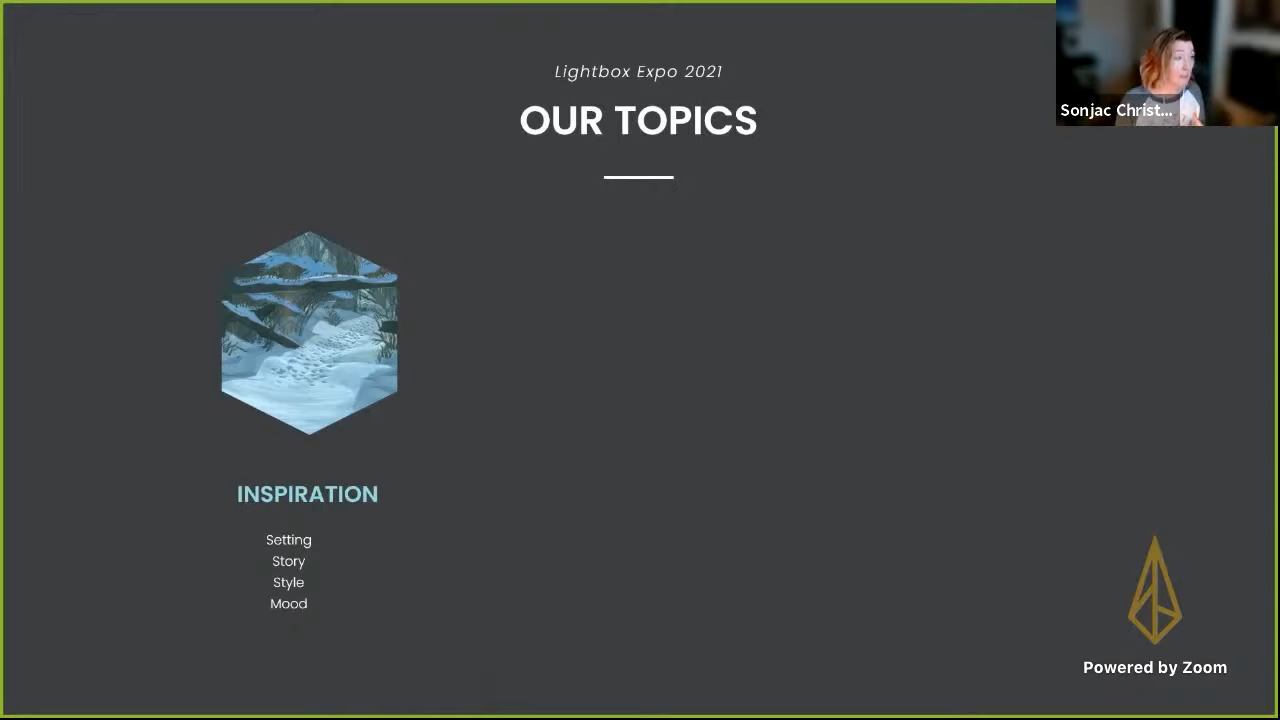 Lightbox Expo 2021
OUR TOPICS
Sonjac Christ...
INSPIRATION
Setting
Story
Style
Mood
Powered by Zoom